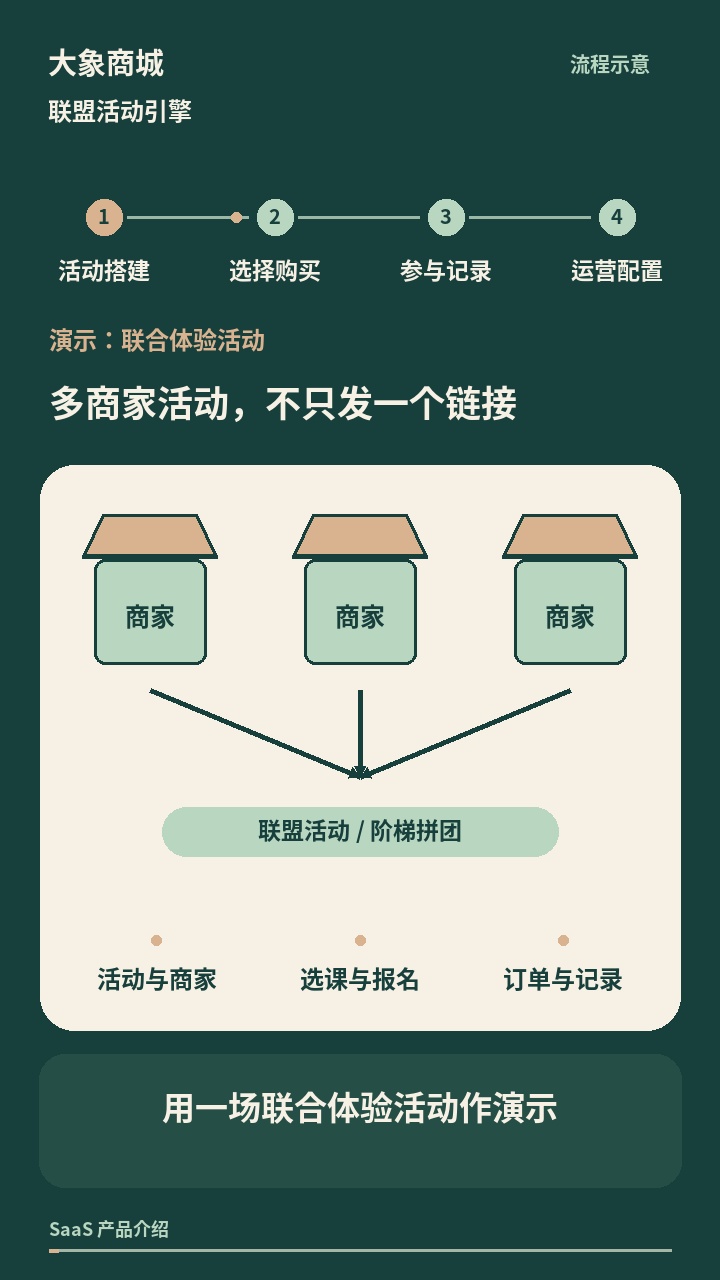 大象商城
流程示意
联盟活动引擎
1
2
3
4
活动搭建
选择购买
参与记录
运营配置
演示：联合体验活动
多商家活动，不只发一个链接
商家
商家
商家
联盟活动 / 阶梯拼团
活动与商家
选课与报名
订单与记录
用一场联合体验活动作演示
SaaS 产品介绍